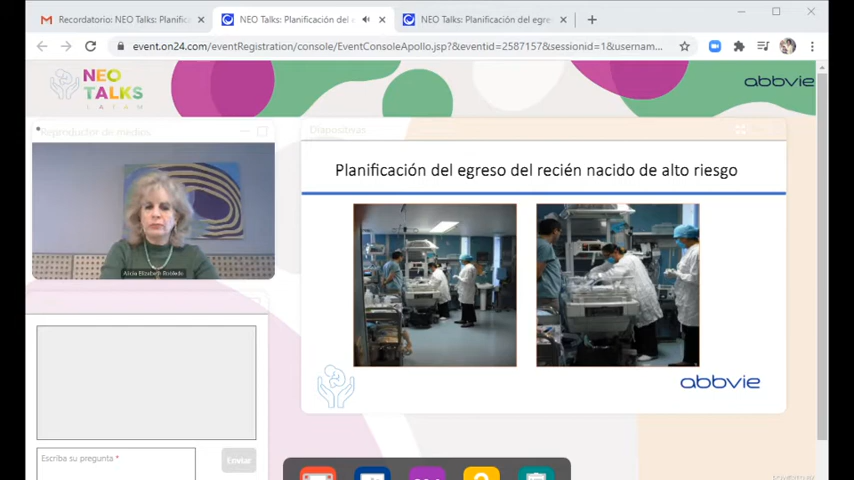 Recordatorio: NEO Talks: Planific
NEO Talks: Planificación del
NEO Talks: Planificación del egre
event.on24.com/eventRegistration/console/EventConsoleApollo.jsp?&eventid=2587157&sessionid=1&usernam...
NEO
TALKS
LATAM
abbvie
Reproductor de medios
Diapositivas
Planificación del egreso del recién nacido de alto riesgo
Alicia Elizabeth Robledo
abbvie
Escriba su pregunta *
Enviar